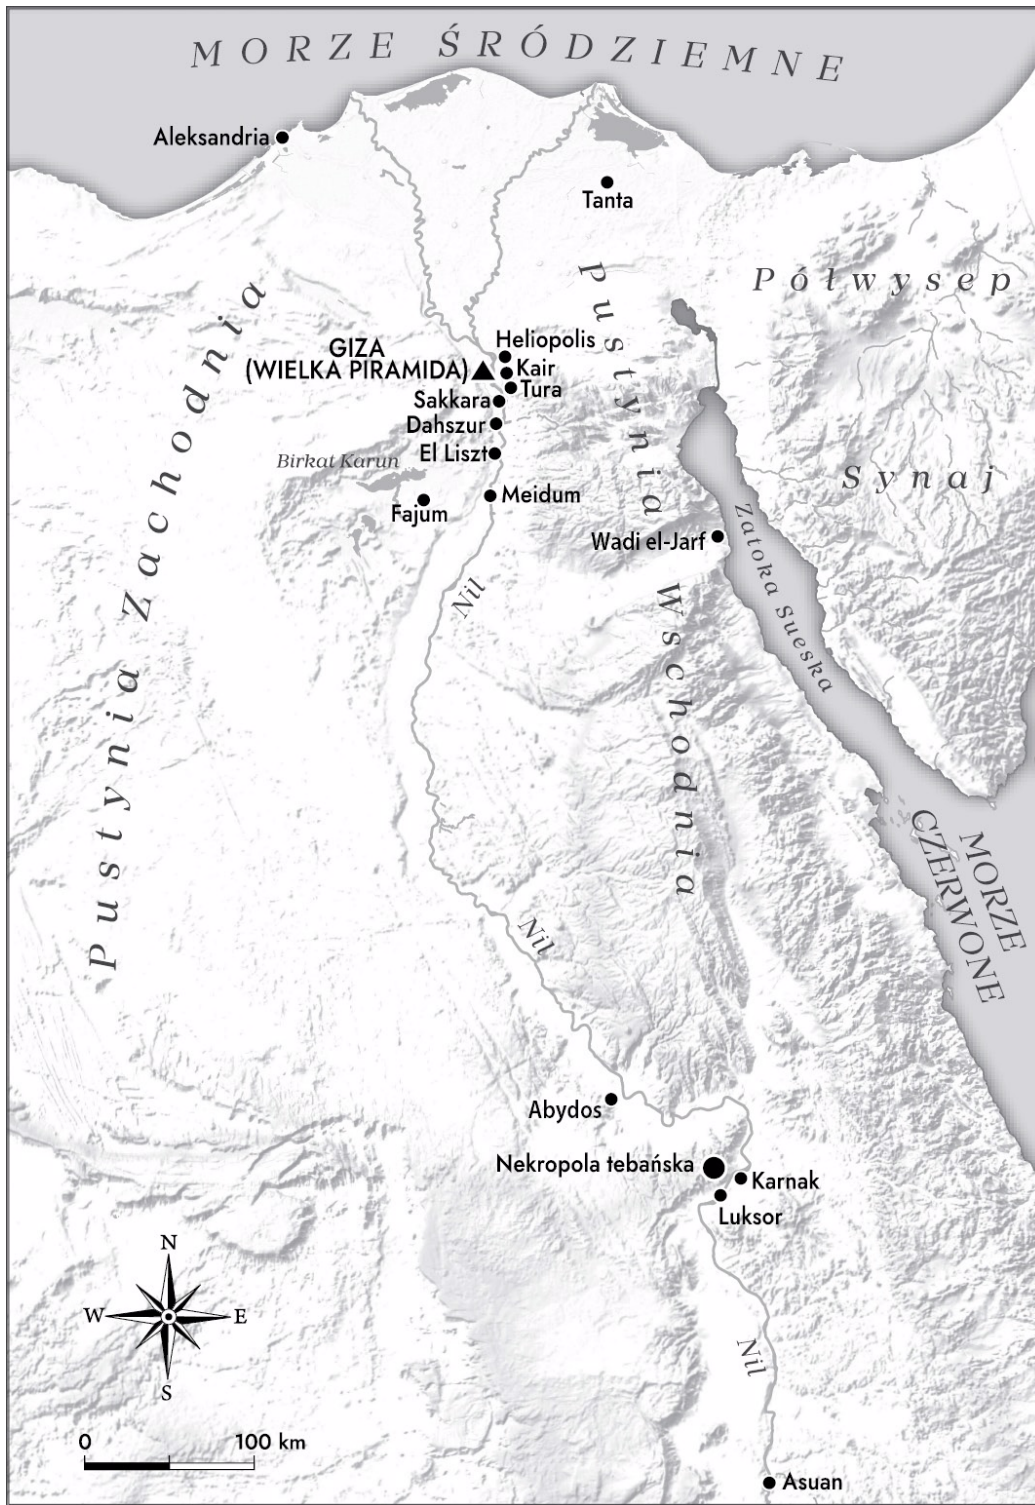 MORZE ŚRÓDZIEMNE
Aleksandria
Tanta
Półwysep
Synaj
Pustynia Zachodnia
Pustynia Wschodnia
Heliopolis
GIZA
(WIELKA PIRAMIDA)
Kair
Tura
Sakkara
Dahszur
El Liszt
Birkat Karun
Meidum
Fajum
Wadi el-Jarf
Zatoka Sueska
Nil
MORZE
CZERWONE
Nil
Abydos
Nekropola tebańska
Karnak
Luksor
N
W
E
S
Nil
0
100 km
Asuan